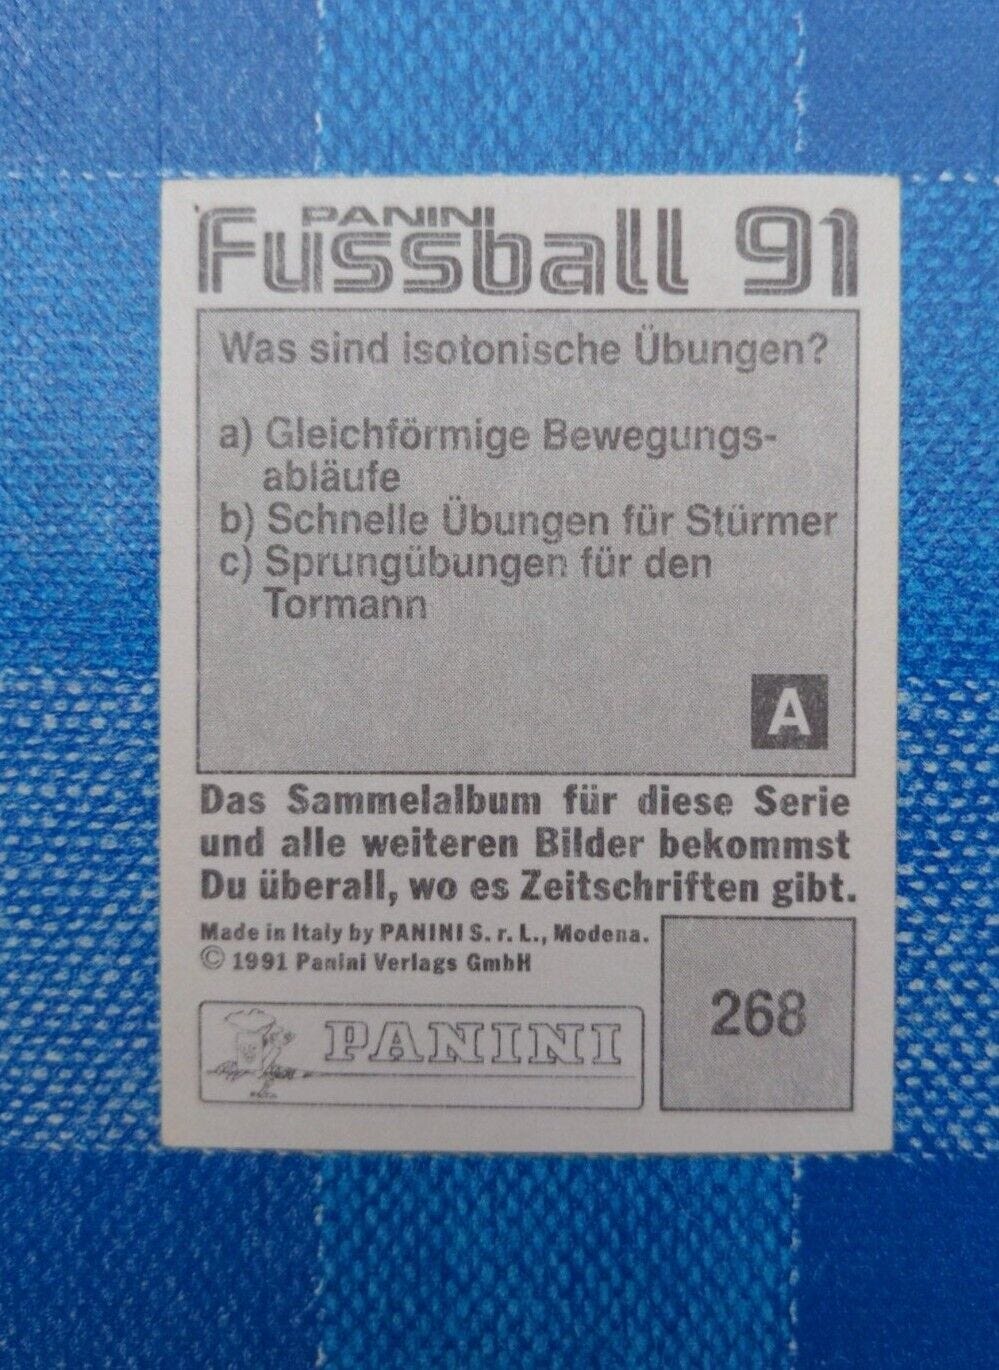 PANINI
Fussball 91
Was sind isotonische Übungen?
a) Gleichförmige Bewegungs-
abläufe
b) Schnelle Übungen für Stürmer
c) Sprungübungen für den
Tormann
A
Das Sammelalbum für diese Serie
und alle weiteren Bilder bekommst
Du überall, wo es Zeitschriften gibt.
Made in Italy by PANINI S. r. L., Modena.
© 1991 Panini Verlags GmbH
PANINI
268